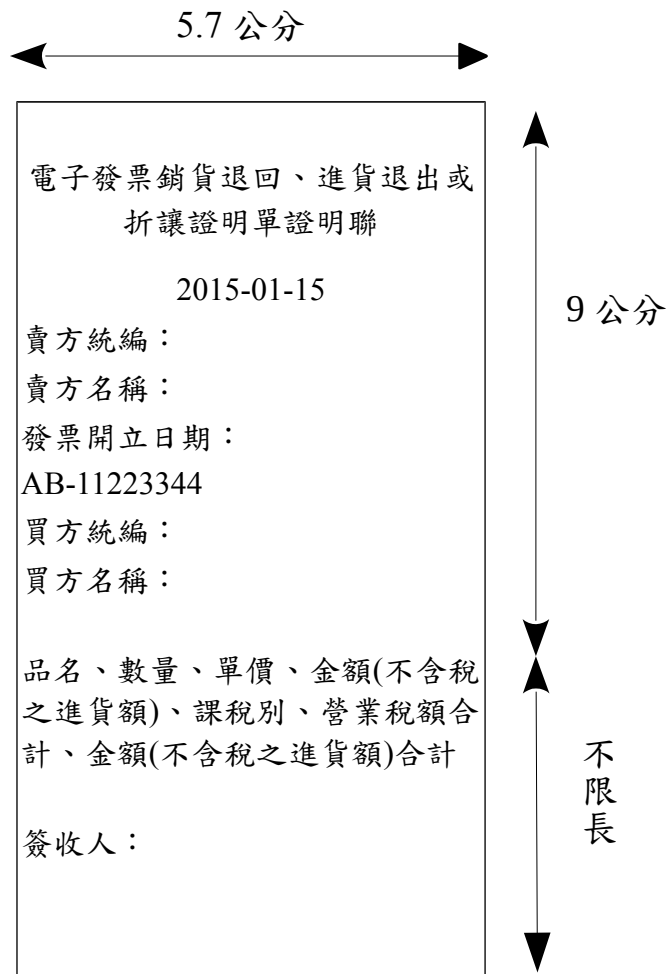 5.7 公分
電子發票銷貨退回、進貨退出或
折讓證明單證明聯
2015-01-15
9 公分
賣方統編：
賣方名稱：
發票開立日期：
AB-11223344
買方統編：
買方名稱：
品名、數量、單價、金額(不含稅
之進貨額)、課稅別、營業稅額合
計、金額(不含稅之進貨額)合計
不限長
簽收人：